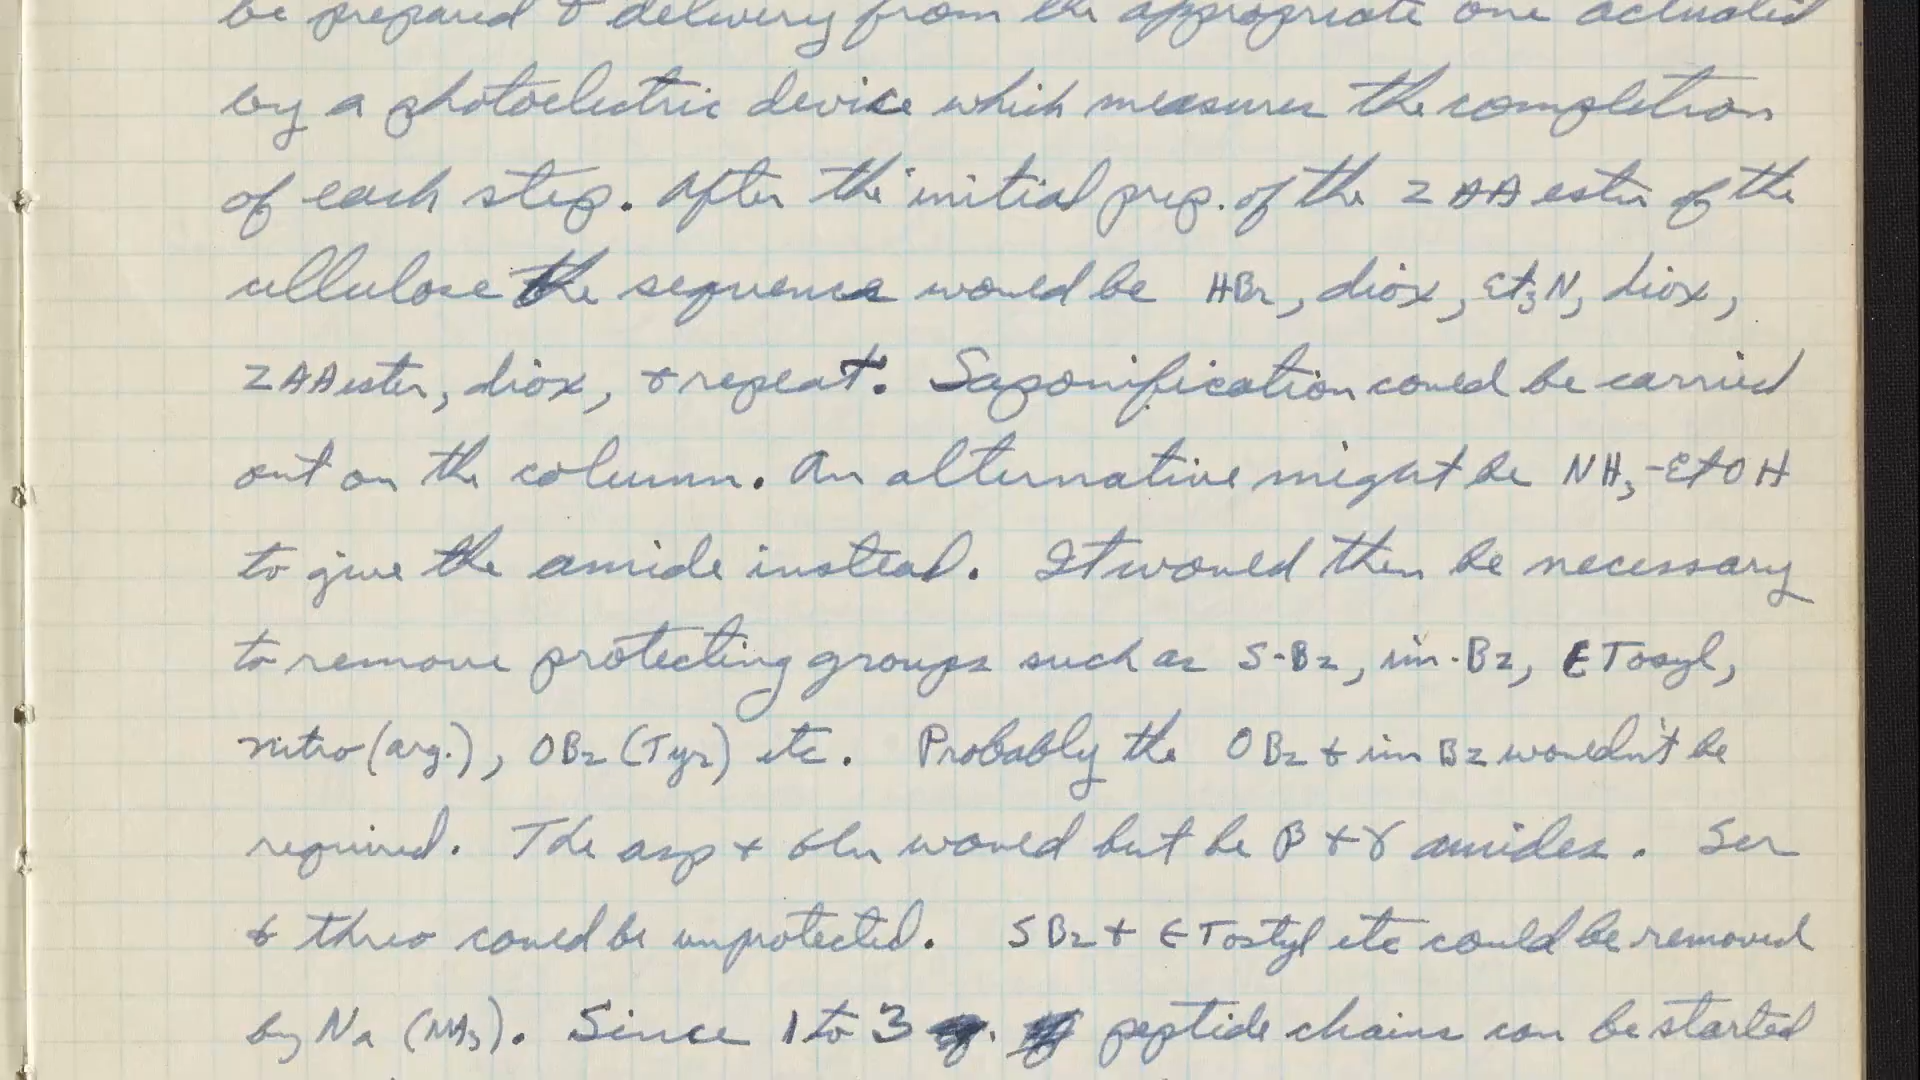 be prepared & delivery from the appropriate one actuated
by a photoelectric device which measures the completion
of each step. After the initial prep. of the Z AA ester of the
cellulose the sequence would be HBr, diox, Et3N, diox,
Z AA ester, diox, & repeat. Saponification could be carried
out on the column. An alternative might be NH3-EtOH
to give the amide instead. It would then be necessary
to remove protecting groups such as S-Bz, im-Bz, ε Tosyl,
nitro (arg.), OBz (Tyr) etc. Probably the OBz & im Bz wouldn't be
required. The asp & Glu would but be β & γ amides. Ser
& threo could be unprotected. SBz & ε Tostyl etc could be removed
by Na (NH3). Since 1 to 3 peptide chains can be started